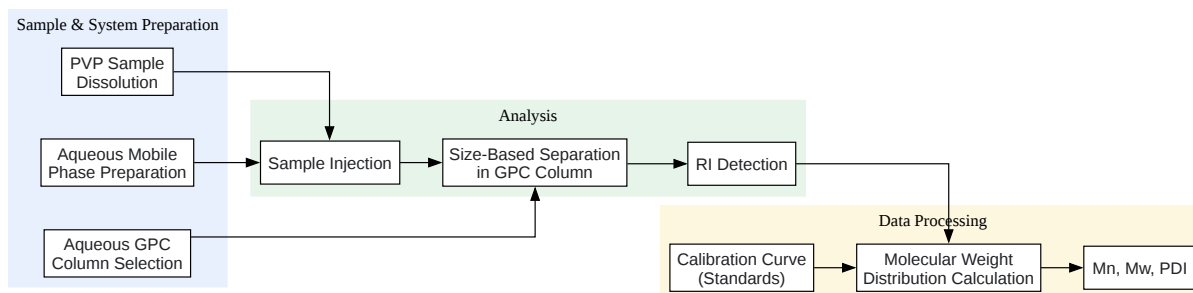 Sample & System Preparation
PVP Sample
Dissolution
Aqueous Mobile
Phase Preparation
Aqueous GPC
Column Selection
Analysis
Sample Injection
Size-Based Separation
in GPC Column
RI Detection
Data Processing
Calibration Curve
(Standards)
Molecular Weight
Distribution Calculation
Mn, Mw, PDI